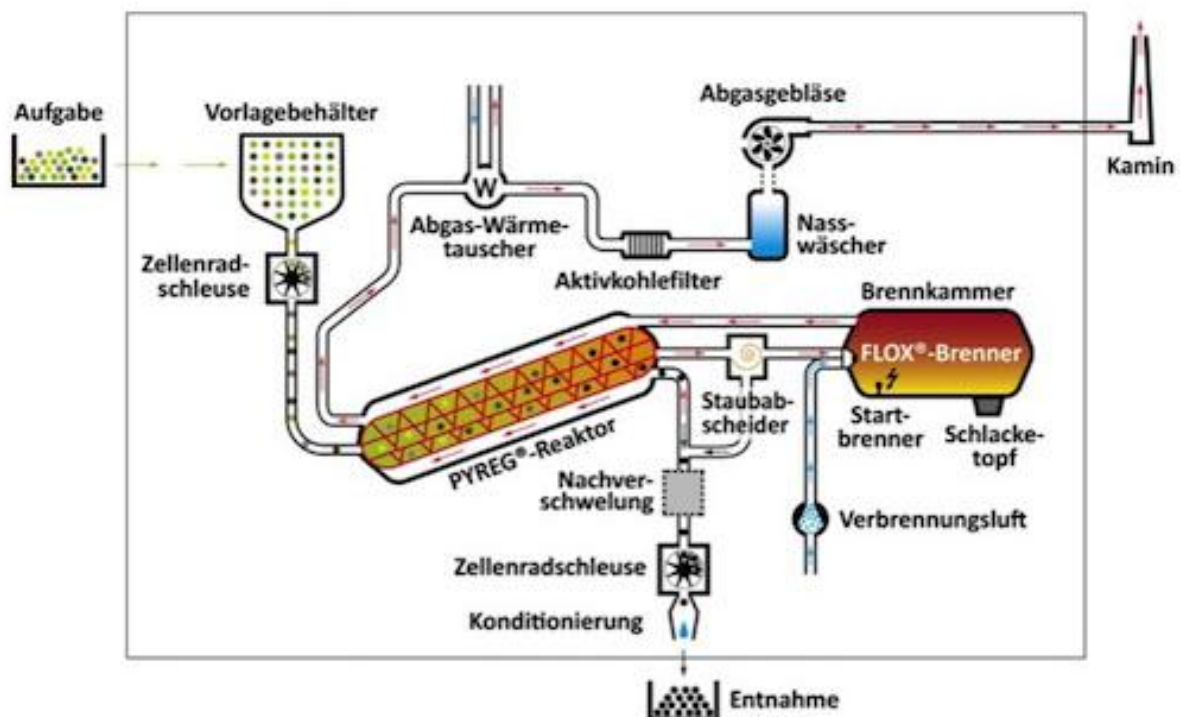 Aufgabe
Vorlagebehälter
Abgasgebläse
Kamin
W
Abgas-Wärme-
tauscher
Nass-
wäscher
Zellenrad-
schleuse
Aktivkohlefilter
Brennkammer
FLOX®-Brenner
Staubab-
scheider
Start-
brenner
Schlacke-
topf
PYREG®-Reaktor
Nachver-
schwelung
Verbrennungsluft
Zellenradschleuse
Konditionierung
Entnahme